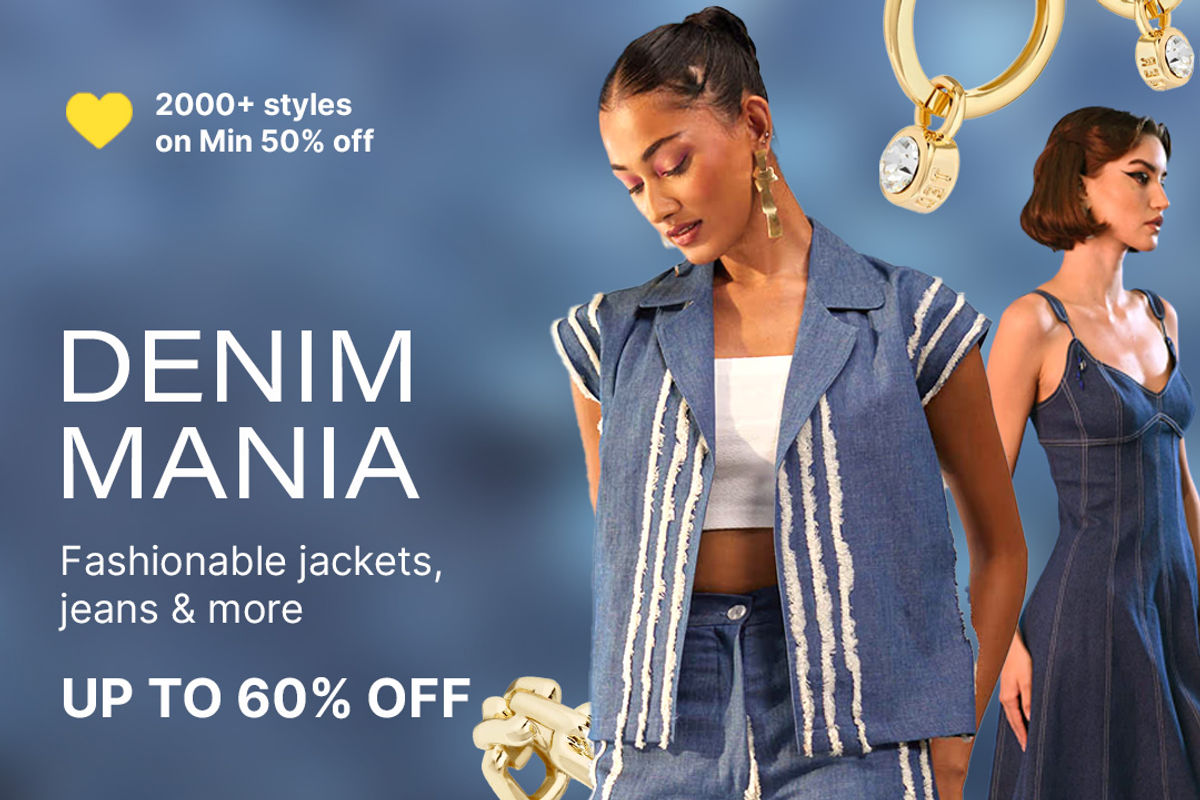 2000+ styles
on Min 50% off
DENIM
MANIA
Fashionable jackets,
jeans & more
UP TO 60% OFF